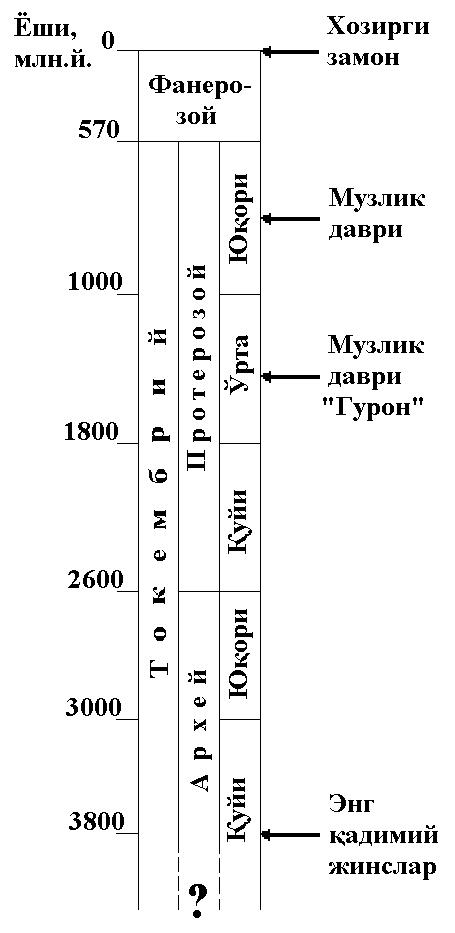 Ёши,
млн.й.
0
Хозирги
замон
Фанеро-
зой
570
Токембрий
Протерозой
Юқори
Музлик
даври
1000
Ўрта
Музлик
даври
"Гурон"
1800
Қуйи
2600
Архей
Юқори
3000
Қуйи
3800
Энг
қадимий
жинслар
?